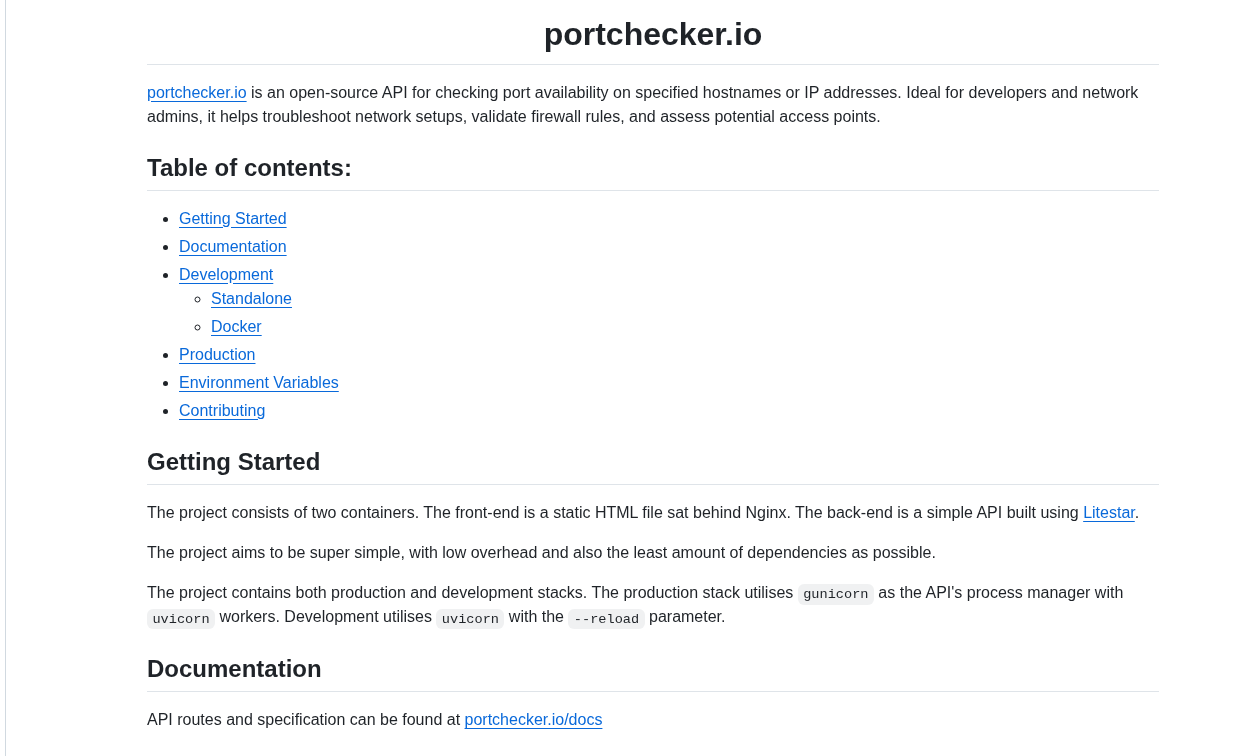 portchecker.io
portchecker.io is an open-source API for checking port availability on specified hostnames or IP addresses. Ideal for developers and network
admins, it helps troubleshoot network setups, validate firewall rules, and assess potential access points.
Table of contents:
Getting Started
Documentation
Development
Standalone
Docker
Production
Environment Variables
Contributing
Getting Started
The project consists of two containers. The front-end is a static HTML file sat behind Nginx. The back-end is a simple API built using Litestar.
The project aims to be super simple, with low overhead and also the least amount of dependencies as possible.
The project contains both production and development stacks. The production stack utilises gunicorn as the API's process manager with
uvicorn workers. Development utilises uvicorn with the --reload parameter.
Documentation
API routes and specification can be found at portchecker.io/docs